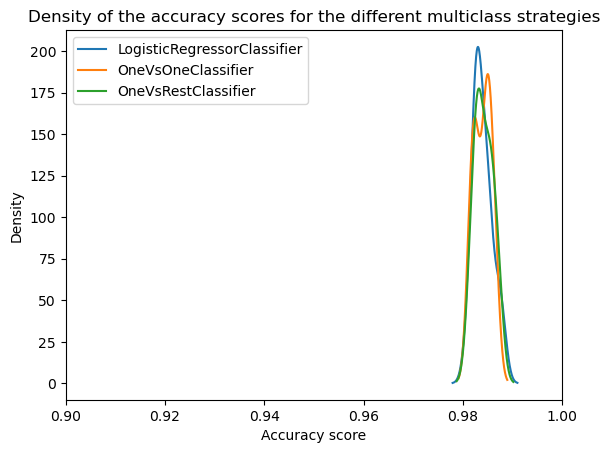 Density of the accuracy scores for the different multiclass strategies
LogisticRegressorClassifier
OneVsOneClassifier
OneVsRestClassifier
200
175
150
125
100
75
50
25
0
Density
0.90 0.92 0.94 0.96 0.98 1.00
Accuracy score